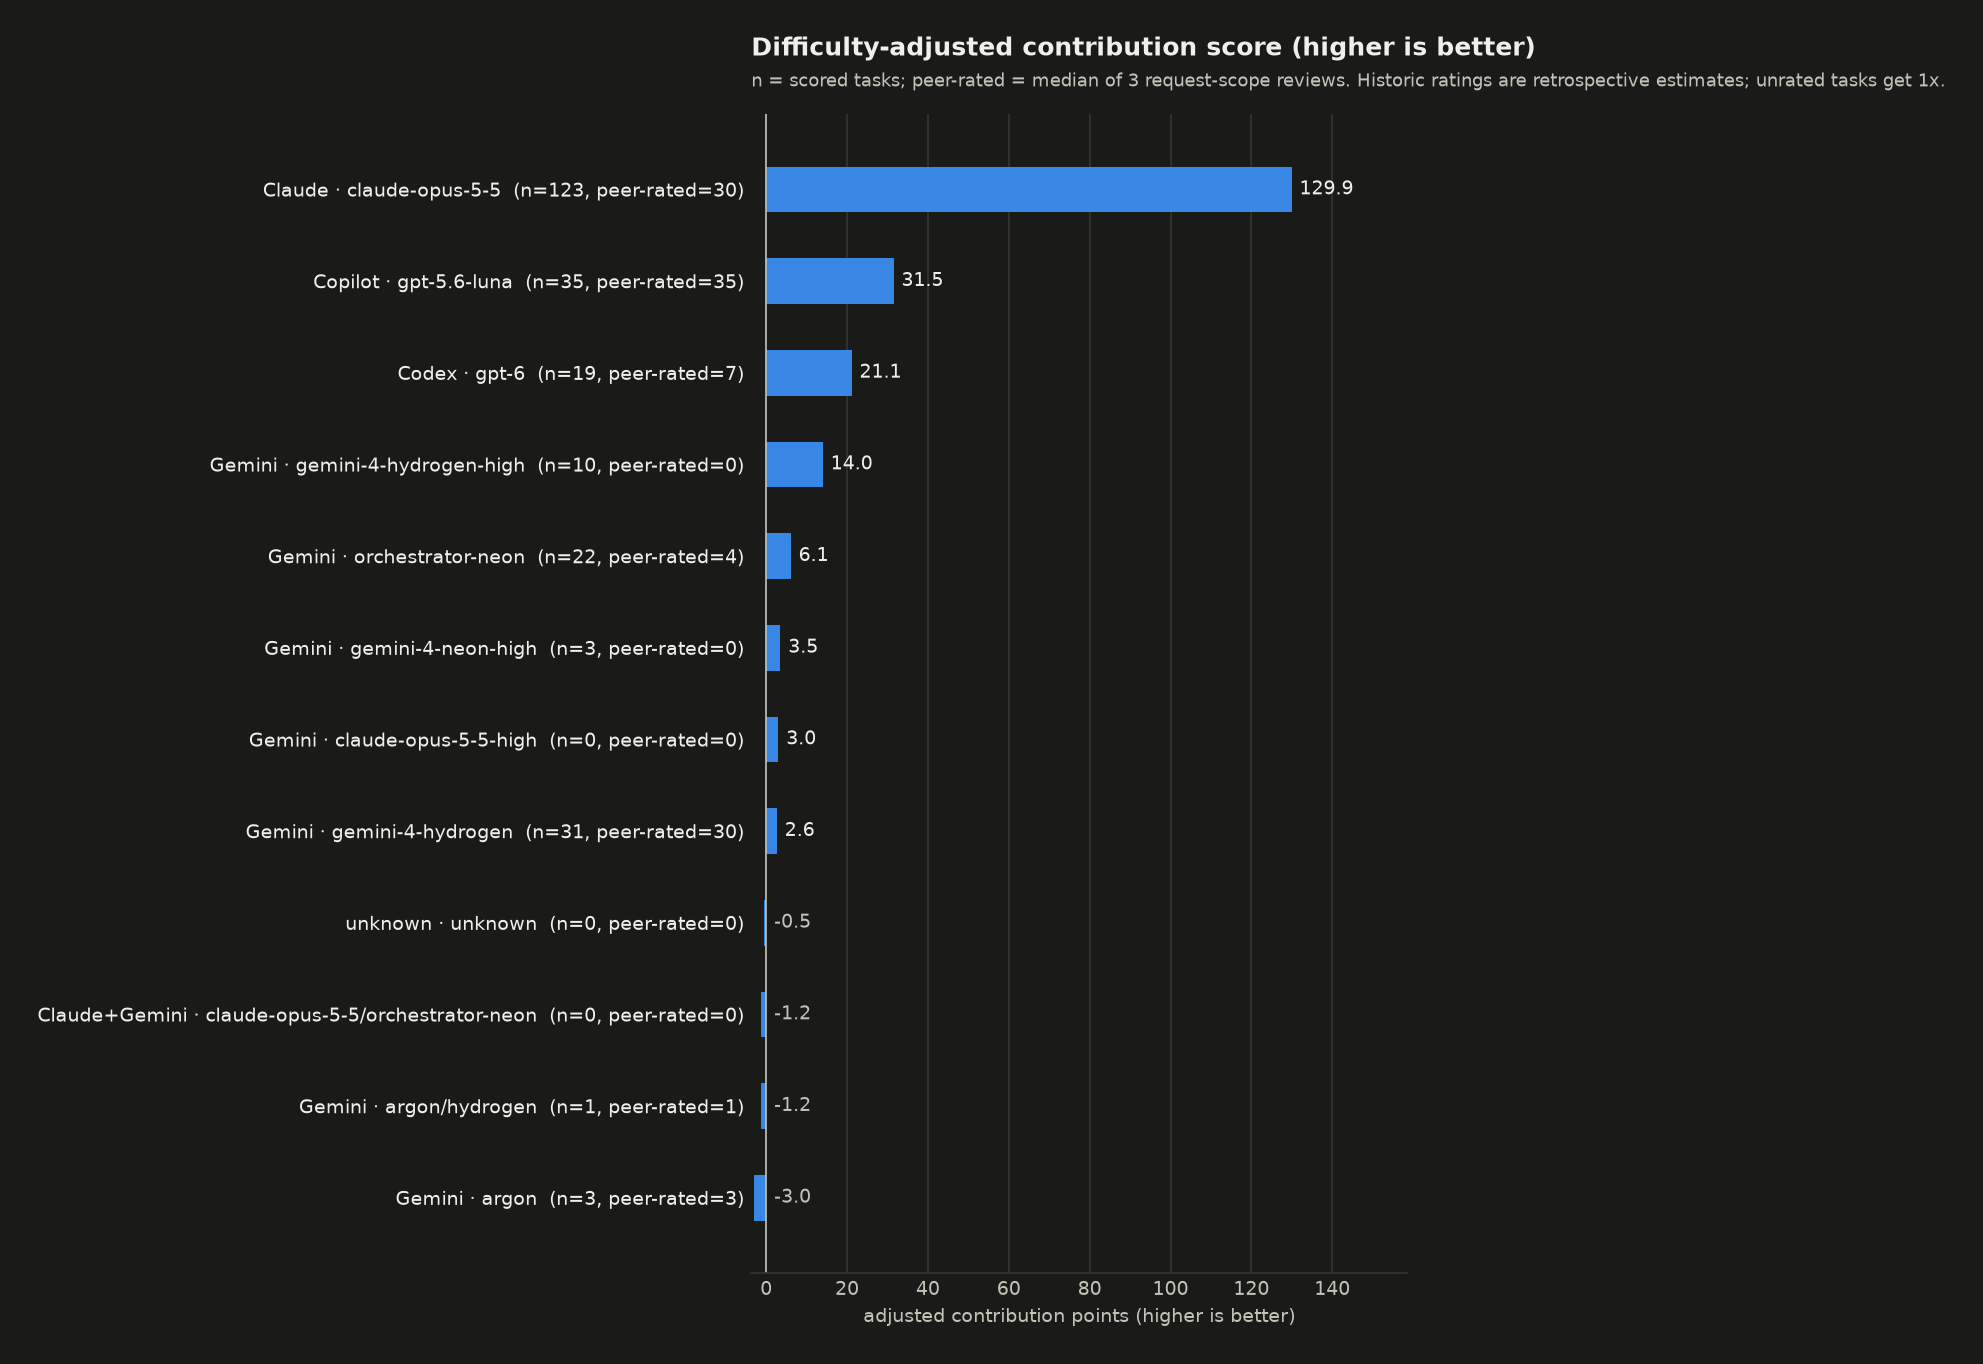 Difficulty-adjusted contribution score (higher is better)
n = scored tasks; peer-rated = median of 3 request-scope reviews. Historic ratings are retrospective estimates; unrated tasks get 1x.
Claude · claude-opus-5-5 (n=123, peer-rated=30) 129.9
Copilot · gpt-5.6-luna (n=35, peer-rated=35) 31.5
Codex · gpt-6 (n=19, peer-rated=7) 21.1
Gemini · gemini-4-hydrogen-high (n=10, peer-rated=0) 14.0
Gemini · orchestrator-neon (n=22, peer-rated=4) 6.1
Gemini · gemini-4-neon-high (n=3, peer-rated=0) 3.5
Gemini · claude-opus-5-5-high (n=0, peer-rated=0) 3.0
Gemini · gemini-4-hydrogen (n=31, peer-rated=30) 2.6
unknown · unknown (n=0, peer-rated=0) -0.5
Claude+Gemini · claude-opus-5-5/orchestrator-neon (n=0, peer-rated=0) -1.2
Gemini · argon/hydrogen (n=1, peer-rated=1) -1.2
Gemini · argon (n=3, peer-rated=3) -3.0
0 20 40 60 80 100 120 140
adjusted contribution points (higher is better)